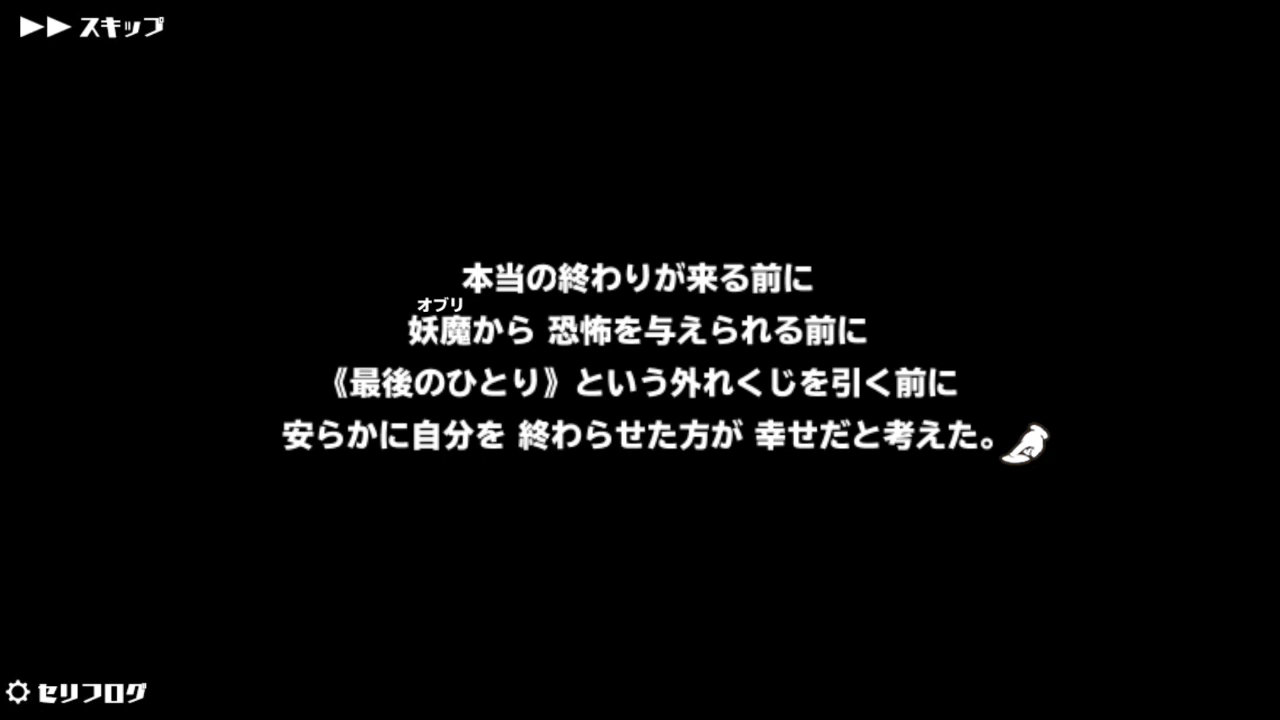 スキップ
本当の終わりが来る前に
オブリ
妖魔から 恐怖を与えられる前に
《最後のひとり》という外れくじを引く前に
安らかに自分を 終わらせた方が 幸せだと考えた。
セリフログ